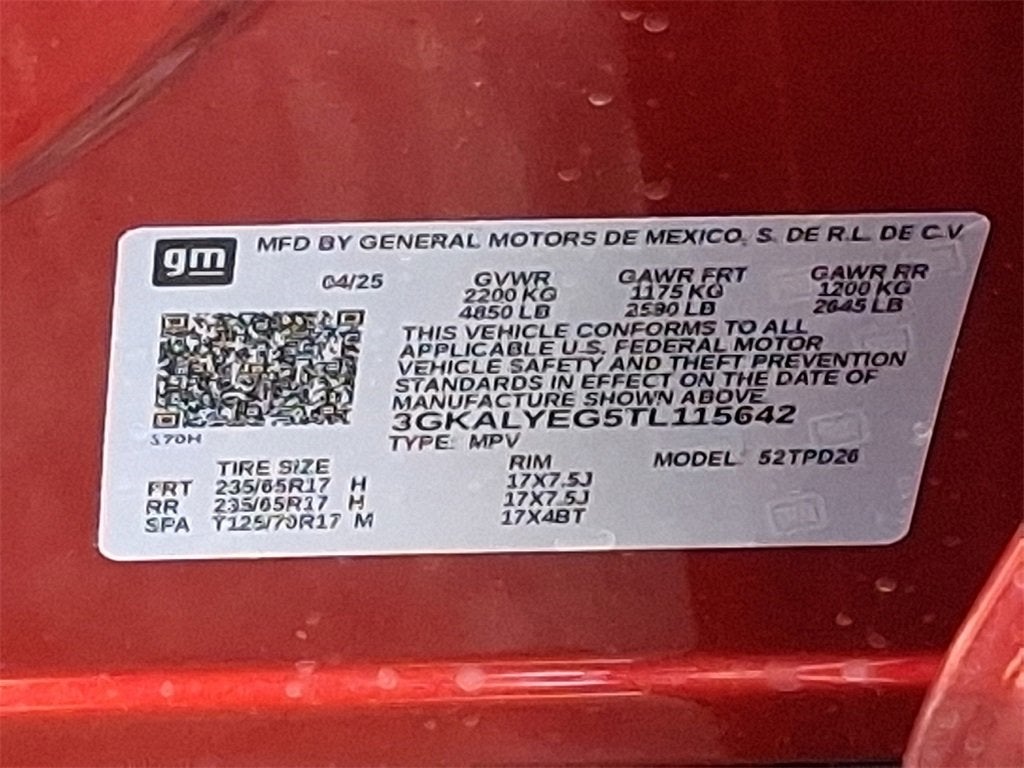 gm
MFD BY GENERAL MOTORS DE MEXICO, S. DE R.L. DE C.V.
04/25 GVWR GAWR FRT GAWR RR
2200 KG 1175 KG 1200 KG
4850 LB 2590 LB 2645 LB
THIS VEHICLE CONFORMS TO ALL
APPLICABLE U.S. FEDERAL MOTOR
VEHICLE SAFETY AND THEFT PREVENTION
STANDARDS IN EFFECT ON THE DATE OF
MANUFACTURE SHOWN ABOVE
3GKALYEG5TL115642
S70H
TYPE: MPV
MODEL: 52TPD26
TIRE SIZE RIM
FRT 235/65R17 H 17X7.5J
RR 235/65R17 H 17X7.5J
SPA T125/70R17 M 17X4BT